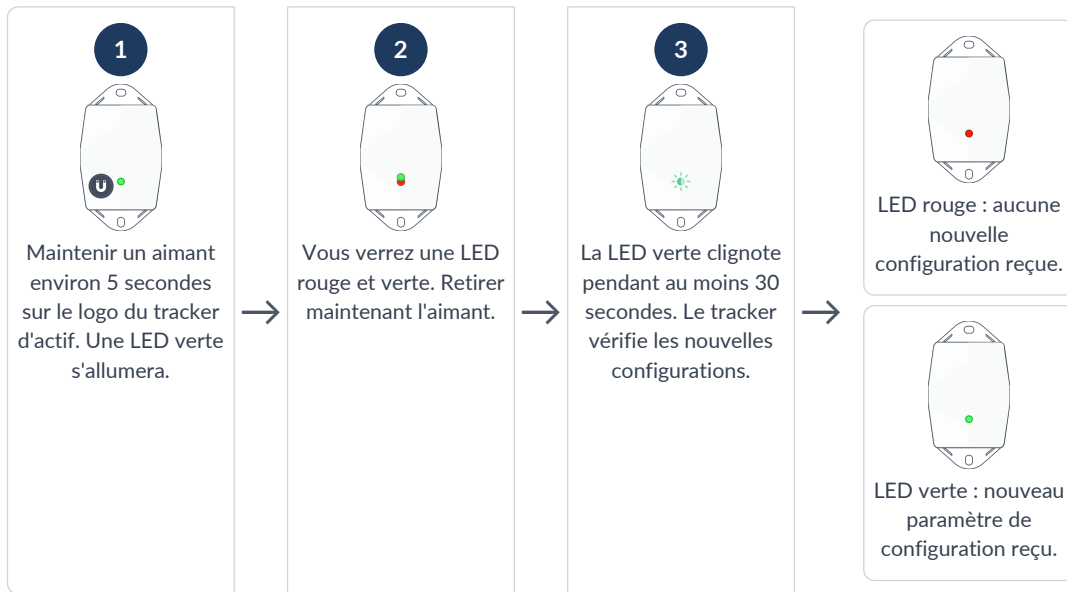 1
Maintenir un aimant
environ 5 secondes
sur le logo du tracker
d'actif. Une LED verte
s'allumera.
2
Vous verrez une LED
rouge et verte. Retirer
maintenant l'aimant.
3
La LED verte clignote
pendant au moins 30
secondes. Le tracker
vérifie les nouvelles
configurations.
LED rouge : aucune
nouvelle
configuration reçue.
LED verte : nouveau
paramètre de
configuration reçu.